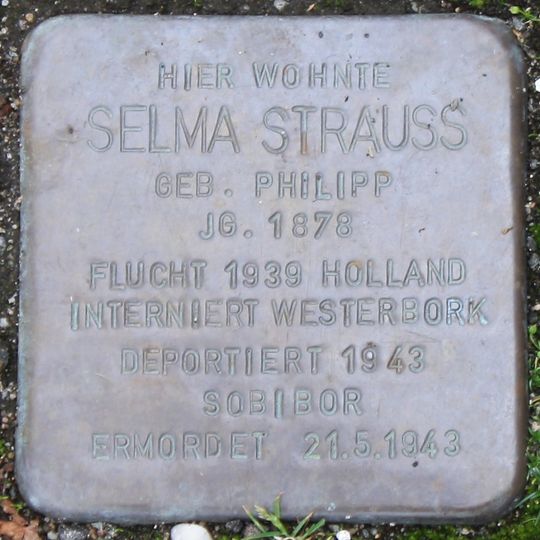 HIER WOHNTE
SELMA STRAUSS
GEB. PHILIPP
JG. 1878
FLUCHT 1939 HOLLAND
INTERNIERT WESTERBORK
DEPORTIERT 1943
SOBIBOR
ERMORDET 21.5.1943